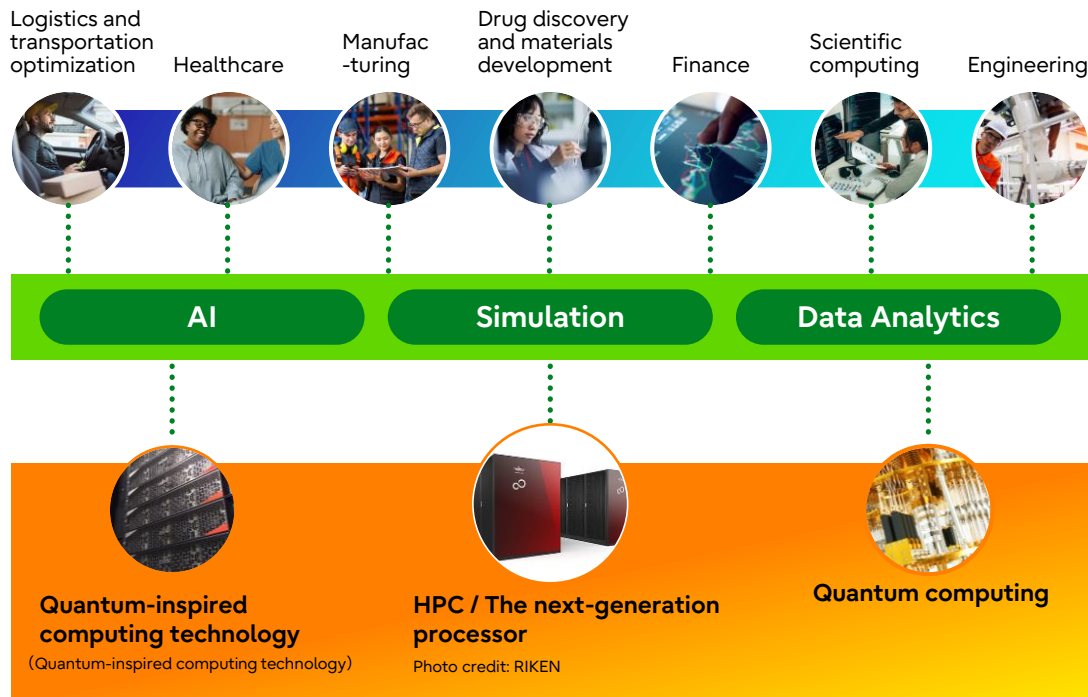 Logistics and
transportation
optimization
Healthcare
Manufac
-turing
Drug discovery
and materials
development
Finance
Scientific
computing
Engineering
AI
Simulation
Data Analytics
Quantum-inspired
computing technology
(Quantum-inspired computing technology)
HPC / The next-generation
processor
Photo credit: RIKEN
Quantum computing